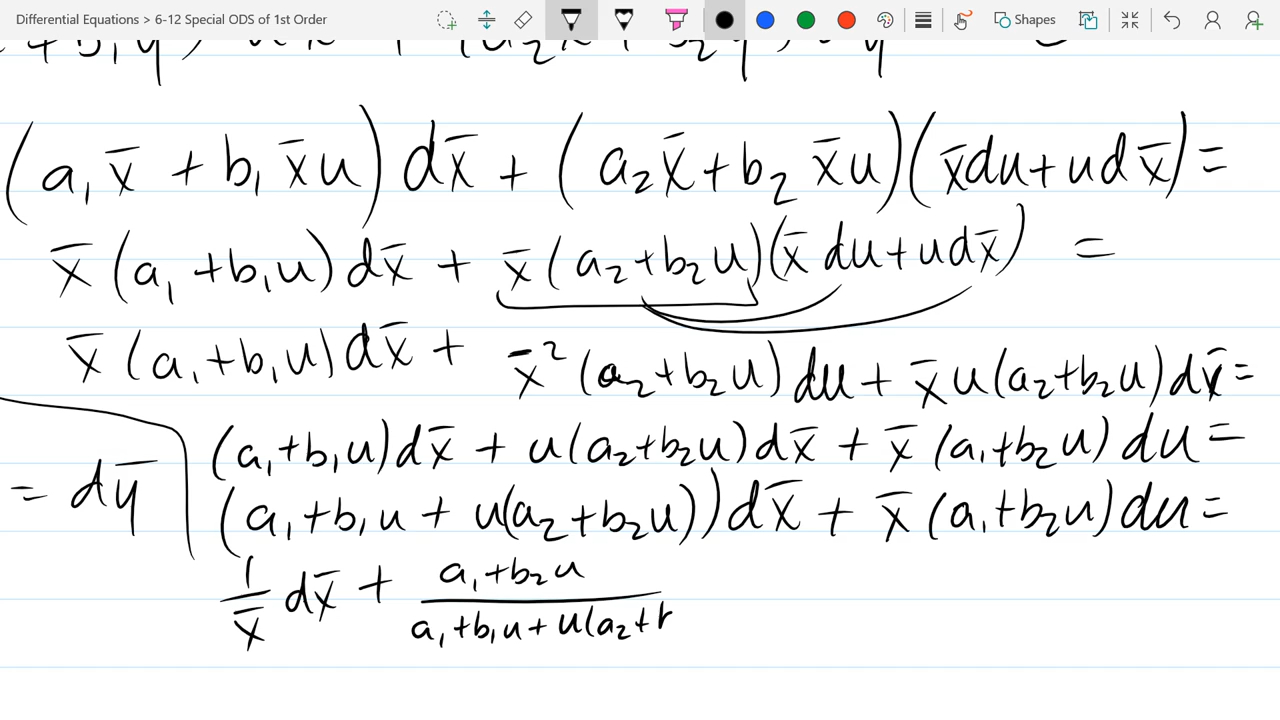 Differential Equations > 6-12 Special ODS of 1st Order
Shapes
(a₁x̄ + b₁x̄u)dx̄ + (a₂x̄ + b₂x̄u)(x̄du + udx̄) =
x̄(a₁ + b₁u)dx̄ + x̄(a₂ + b₂u)(x̄du + udx̄) =
x̄(a₁ + b₁u)dx̄ + x̄²(a₂ + b₂u)du + x̄u(a₂ + b₂u)dx̄ =
(a₁ + b₁u)dx̄ + u(a₂ + b₂u)dx̄ + x̄(a₁ + b₂u)du =
= dȳ
(a₁ + b₁u + u(a₂ + b₂u))dx̄ + x̄(a₁ + b₂u)du =
1/x̄ dx̄ + (a₁ + b₂u)/(a₁ + b₁u + u(a₂ +